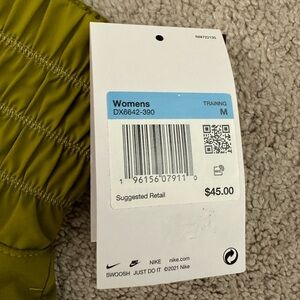 Womens
TRAINING
DX6642-390
M
1 96156 07911 0
$45.00
Suggested Retail
NIKE nike.com
SWOOSH JUST DO IT ©2021 Nike